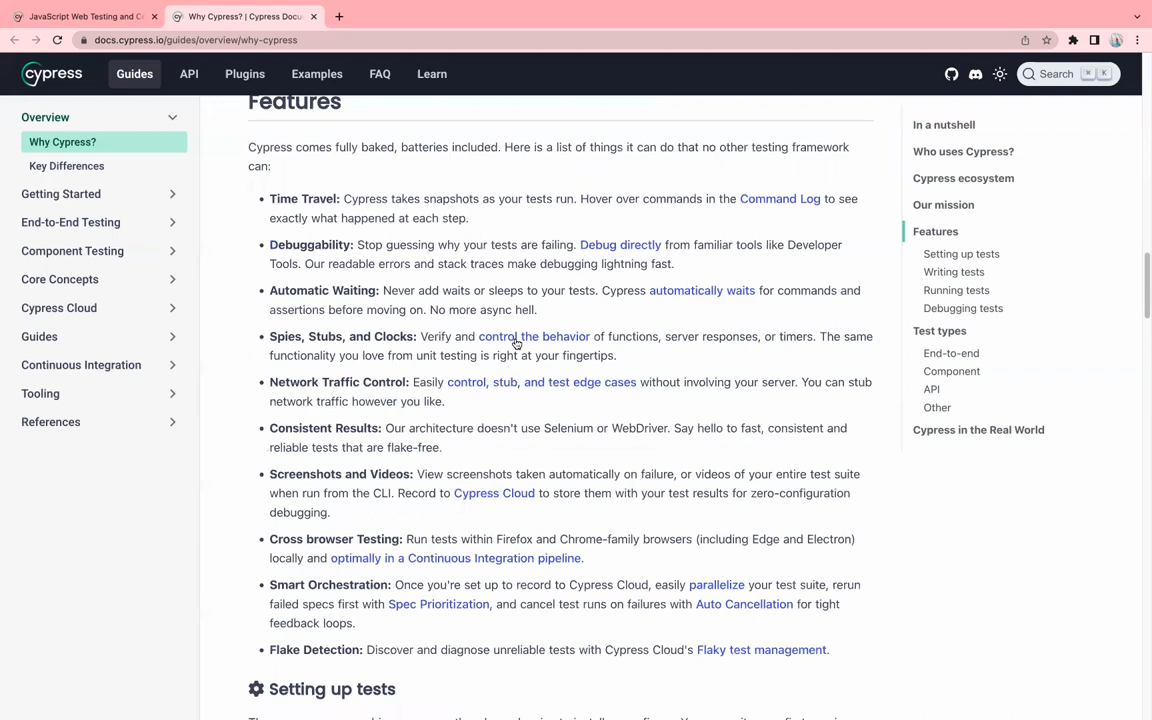 JavaScript Web Testing and C
Why Cypress? | Cypress Docu
docs.cypress.io/guides/overview/why-cypress
cypress
Guides
API
Plugins
Examples
FAQ
Learn
Search ⌘ K
Overview
Why Cypress?
Key Differences
Getting Started
End-to-End Testing
Component Testing
Core Concepts
Cypress Cloud
Guides
Continuous Integration
Tooling
References
Features
Cypress comes fully baked, batteries included. Here is a list of things it can do that no other testing framework
can:
• Time Travel: Cypress takes snapshots as your tests run. Hover over commands in the Command Log to see
exactly what happened at each step.
• Debuggability: Stop guessing why your tests are failing. Debug directly from familiar tools like Developer
Tools. Our readable errors and stack traces make debugging lightning fast.
• Automatic Waiting: Never add waits or sleeps to your tests. Cypress automatically waits for commands and
assertions before moving on. No more async hell.
• Spies, Stubs, and Clocks: Verify and control the behavior of functions, server responses, or timers. The same
functionality you love from unit testing is right at your fingertips.
• Network Traffic Control: Easily control, stub, and test edge cases without involving your server. You can stub
network traffic however you like.
• Consistent Results: Our architecture doesn't use Selenium or WebDriver. Say hello to fast, consistent and
reliable tests that are flake-free.
• Screenshots and Videos: View screenshots taken automatically on failure, or videos of your entire test suite
when run from the CLI. Record to Cypress Cloud to store them with your test results for zero-configuration
debugging.
• Cross browser Testing: Run tests within Firefox and Chrome-family browsers (including Edge and Electron)
locally and optimally in a Continuous Integration pipeline.
• Smart Orchestration: Once you're set up to record to Cypress Cloud, easily parallelize your test suite, rerun
failed specs first with Spec Prioritization, and cancel test runs on failures with Auto Cancellation for tight
feedback loops.
• Flake Detection: Discover and diagnose unreliable tests with Cypress Cloud's Flaky test management.
Setting up tests
In a nutshell
Who uses Cypress?
Cypress ecosystem
Our mission
Features
Setting up tests
Writing tests
Running tests
Debugging tests
Test types
End-to-end
Component
API
Other
Cypress in the Real World